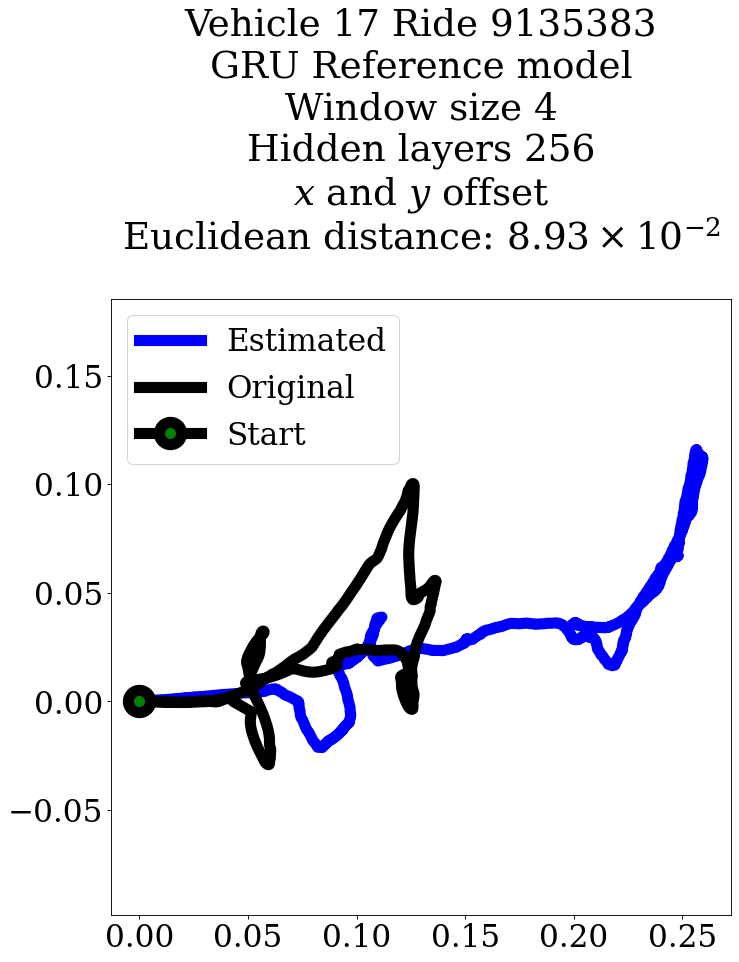 Vehicle 17 Ride 9135383
GRU Reference model
Window size 4
Hidden layers 256
x and y offset
Euclidean distance: 8.93 × 10⁻²
Estimated
Original
Start
0.15
0.10
0.05
0.00
−0.05
0.00 0.05 0.10 0.15 0.20 0.25